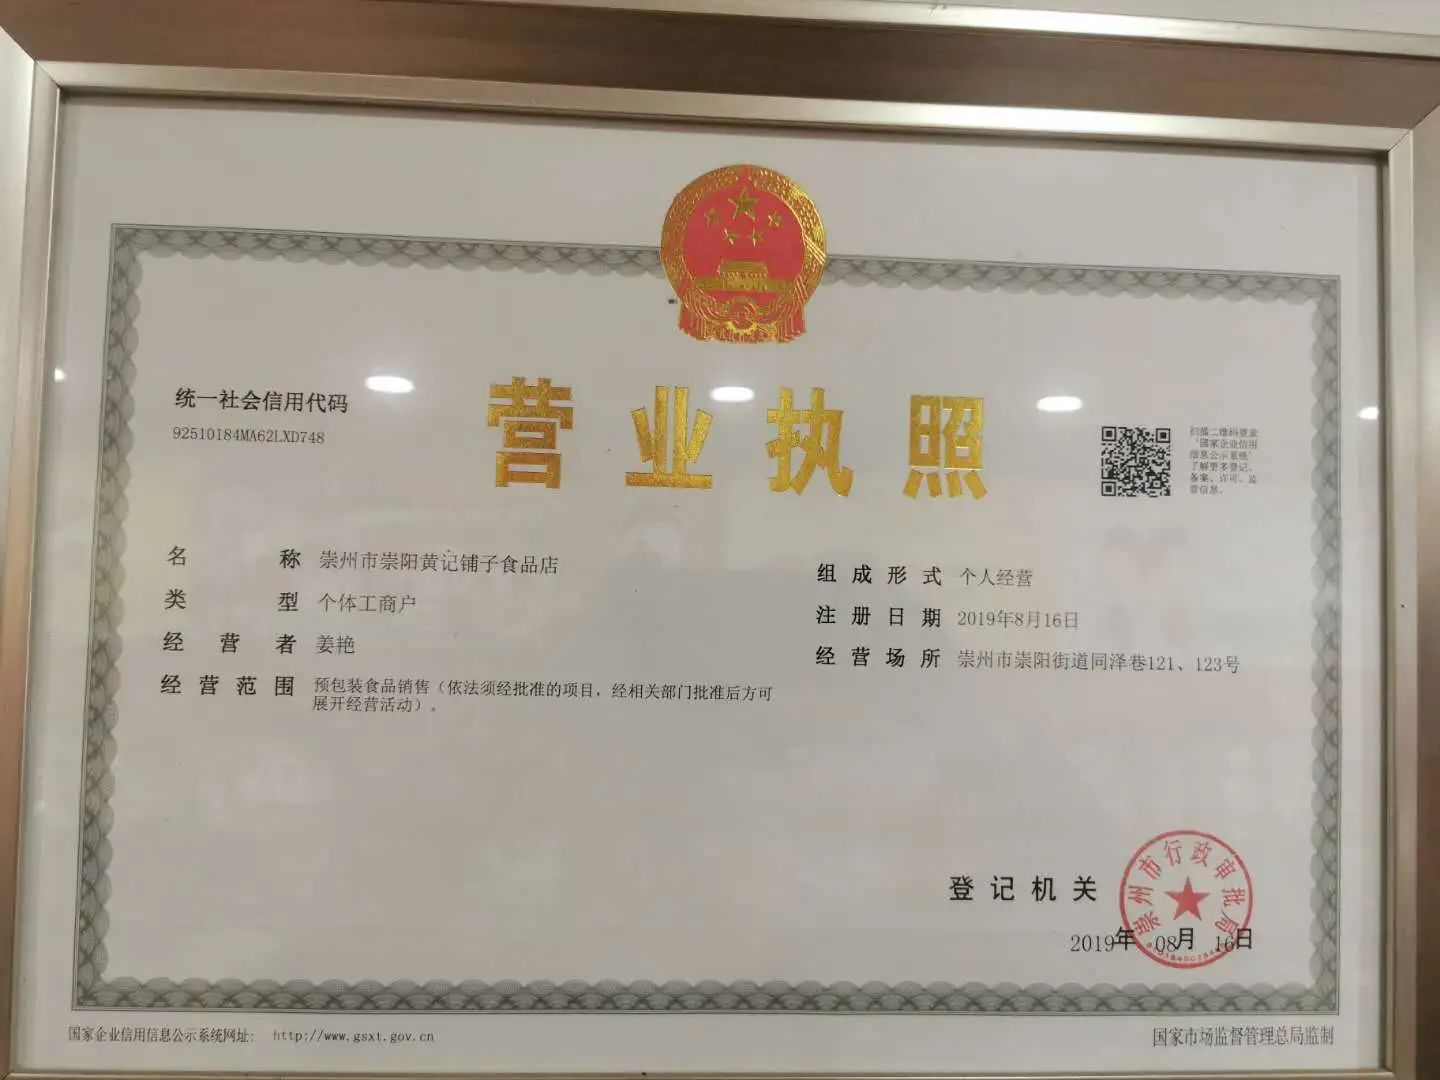 营业执照
统一社会信用代码
92510184MA62LXD748
扫描二维码登录
“国家企业信用
信息公示系统”
了解更多登记、
备案、许可、监
管信息。
名称 崇州市崇阳黄记铺子食品店
类型 个体工商户
经营者 姜艳
经营范围 预包装食品销售（依法须经批准的项目，经相关部门批准后方可
展开经营活动）。
组成形式 个人经营
注册日期 2019年8月16日
经营场所 崇州市崇阳街道同泽巷121、123号
登记机关
崇州市行政审批局
2019年 08月 16日
国家企业信用信息公示系统网址： http://www.gsxt.gov.cn
国家市场监督管理总局监制